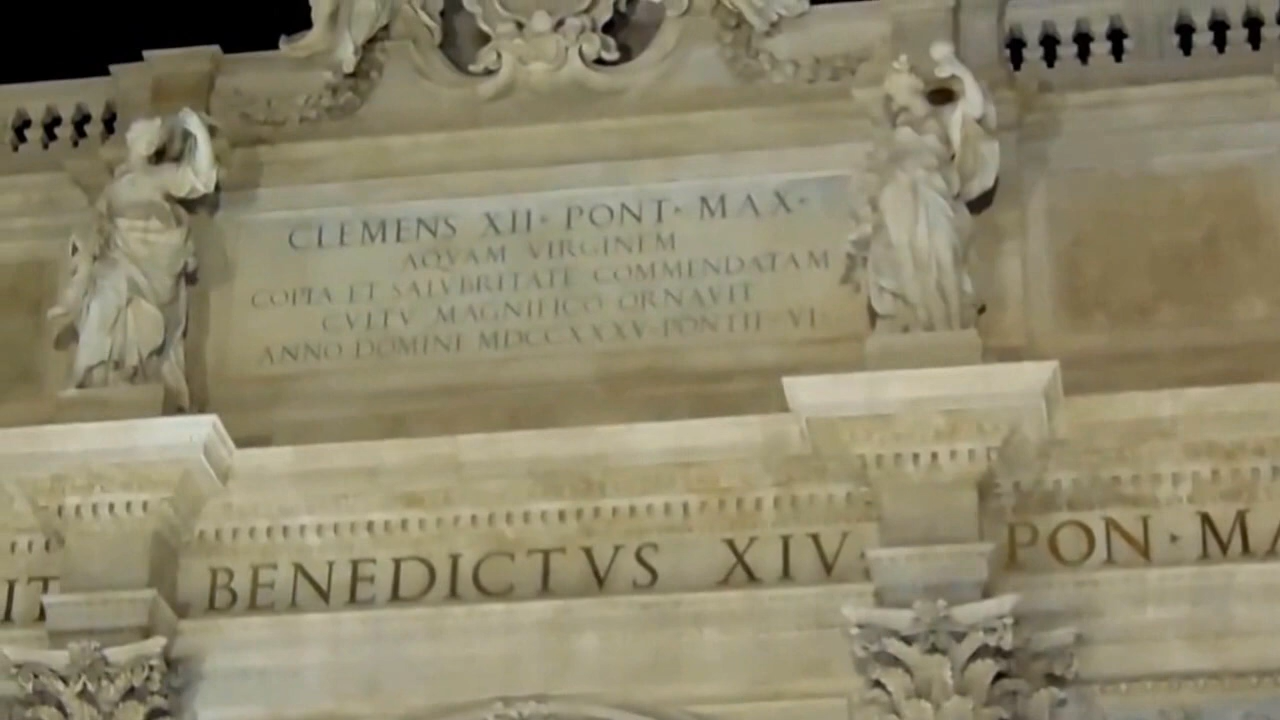 CLEMENS XII · PONT · MAX ·
AQVAM VIRGINEM
COPIA ET SALVBRITATE COMMENDATAM
CVLTV MAGNIFICO ORNAVIT
ANNO DOMINI MDCCXXXV · PONTIF · VI
IT BENEDICTVS XIV · PON · MA